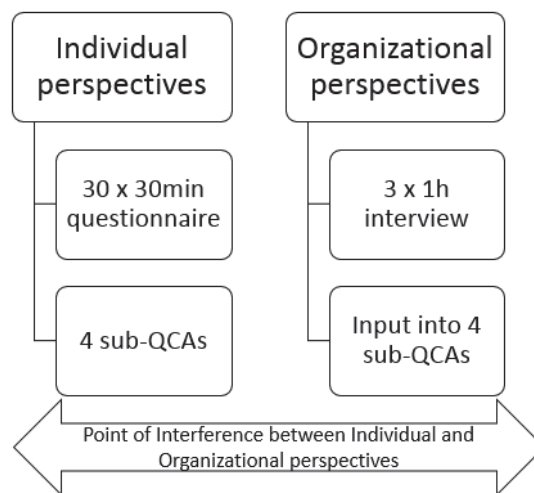 Individual
perspectives
30 x 30min
questionnaire
4 sub-QCAs
Organizational
perspectives
3 x 1h
interview
Input into 4
sub-QCAs
Point of Interference between Individual and
Organizational perspectives